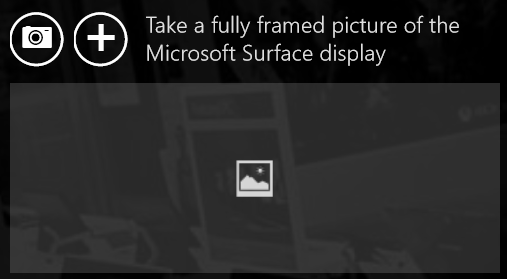 Take a fully framed picture of the
Microsoft Surface display